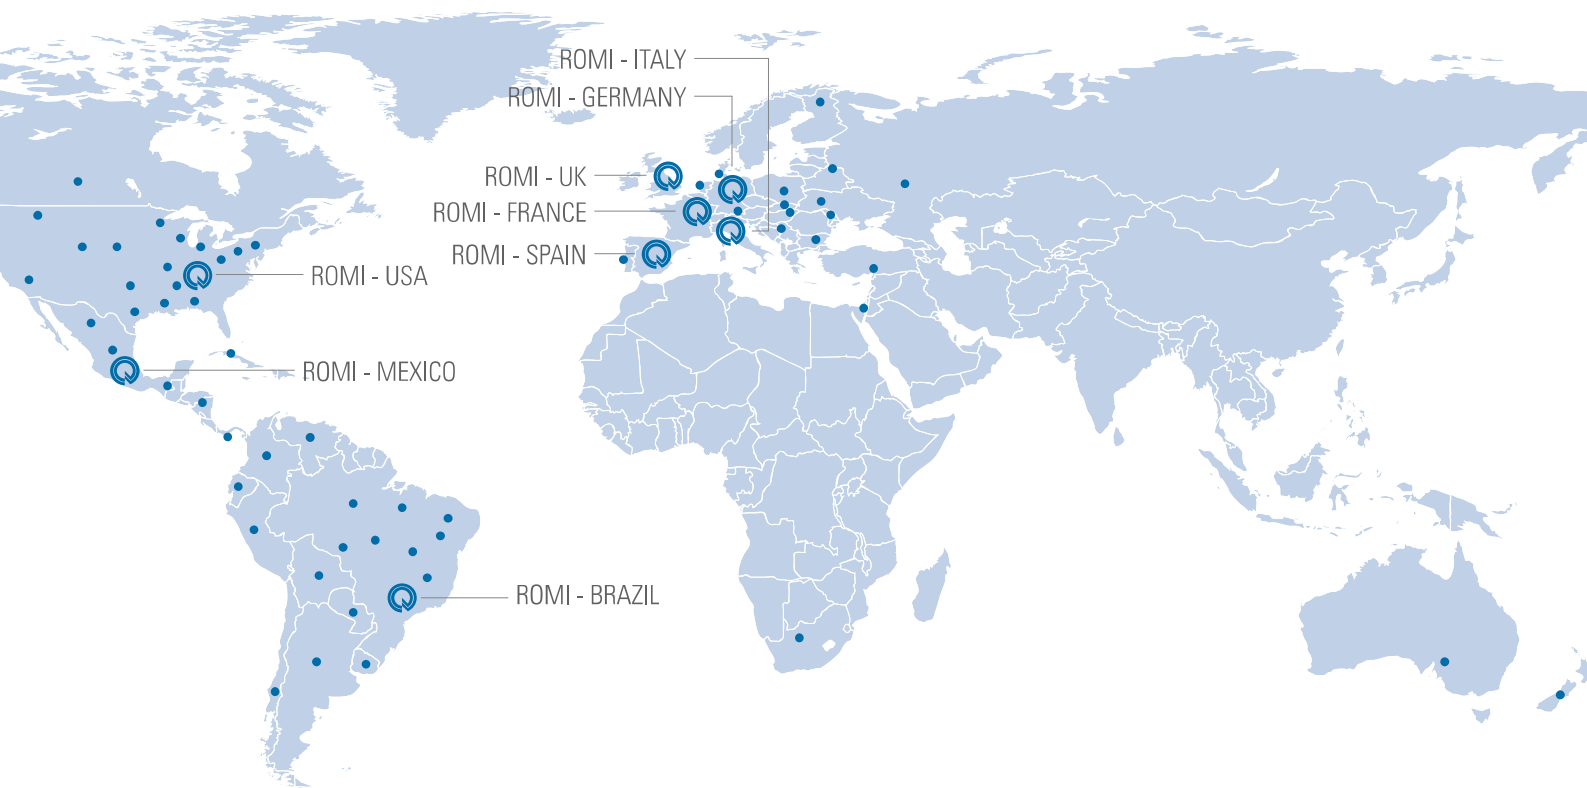 ROMI - ITALY
ROMI - GERMANY
ROMI - UK
ROMI - FRANCE
ROMI - SPAIN
ROMI - USA
ROMI - MEXICO
ROMI - BRAZIL